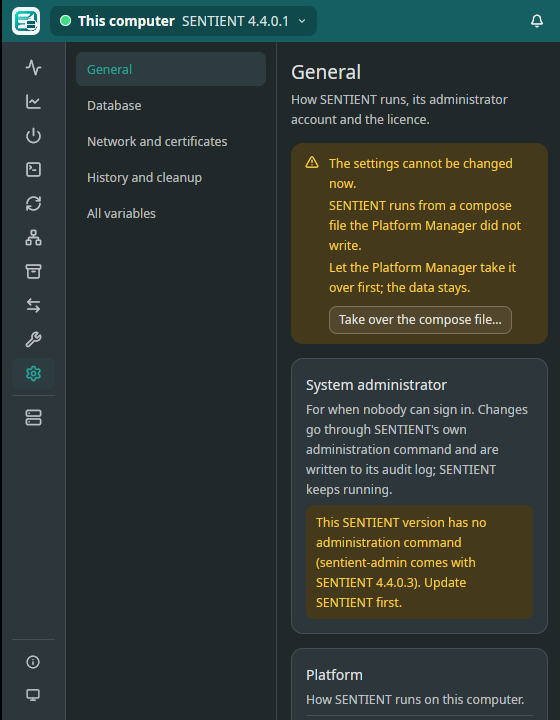 This computer SENTIENT 4.4.0.1
General
Database
Network and certificates
History and cleanup
All variables
General
How SENTIENT runs, its administrator
account and the licence.
The settings cannot be changed
now.
SENTIENT runs from a compose
file the Platform Manager did not
write.
Let the Platform Manager take it
over first; the data stays.
Take over the compose file...
System administrator
For when nobody can sign in. Changes
go through SENTIENT's own
administration command and are
written to its audit log; SENTIENT
keeps running.
This SENTIENT version has no
administration command
(sentient-admin comes with
SENTIENT 4.4.0.3). Update
SENTIENT first.
Platform
How SENTIENT runs on this computer.